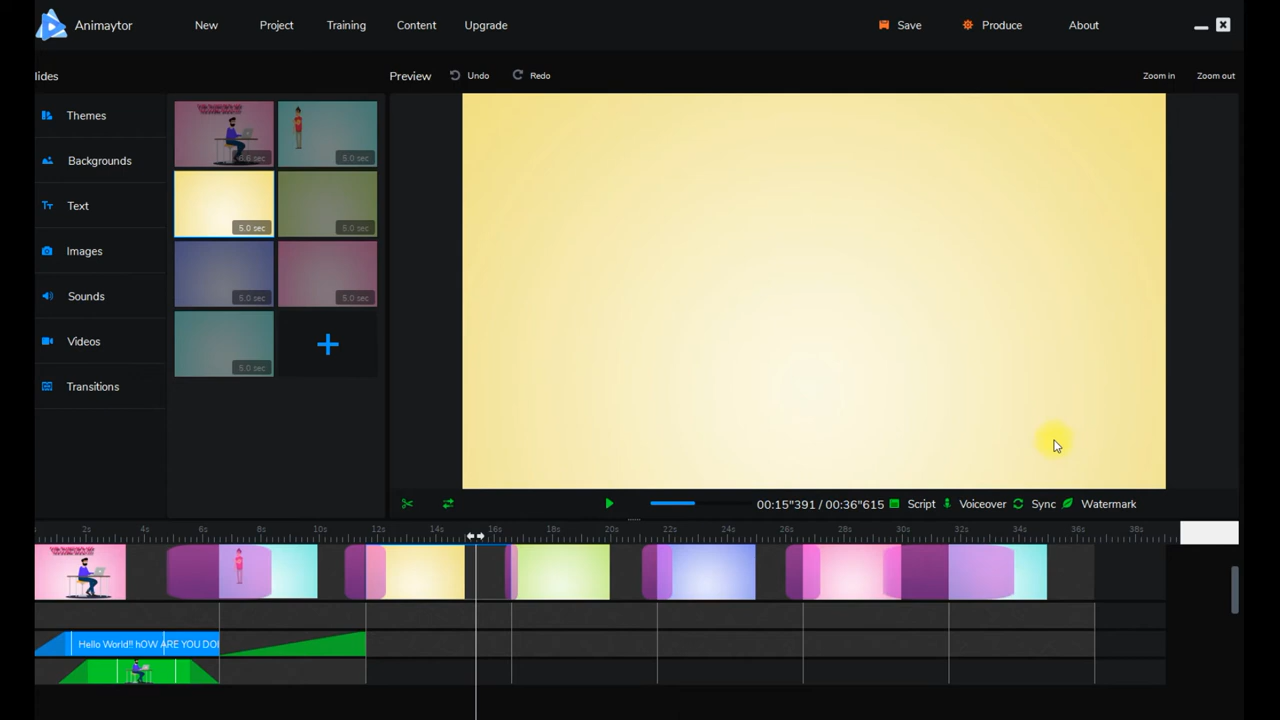 Animaytor New Project Training Content Upgrade Save Produce About
lides Preview Undo Redo Zoom in Zoom out
Themes
Backgrounds
Text
Images
Sounds
Videos
Transitions
5.0 sec
5.0 sec
5.0 sec
5.0 sec
5.0 sec
5.0 sec
00:15"391 / 00:36"615 Script Voiceover Sync Watermark
2s 4s 6s 8s 10s 12s 14s 16s 18s 20s 22s 24s 26s 28s 30s 32s 34s 36s 38s
Hello World!! hOW ARE YOU DOI